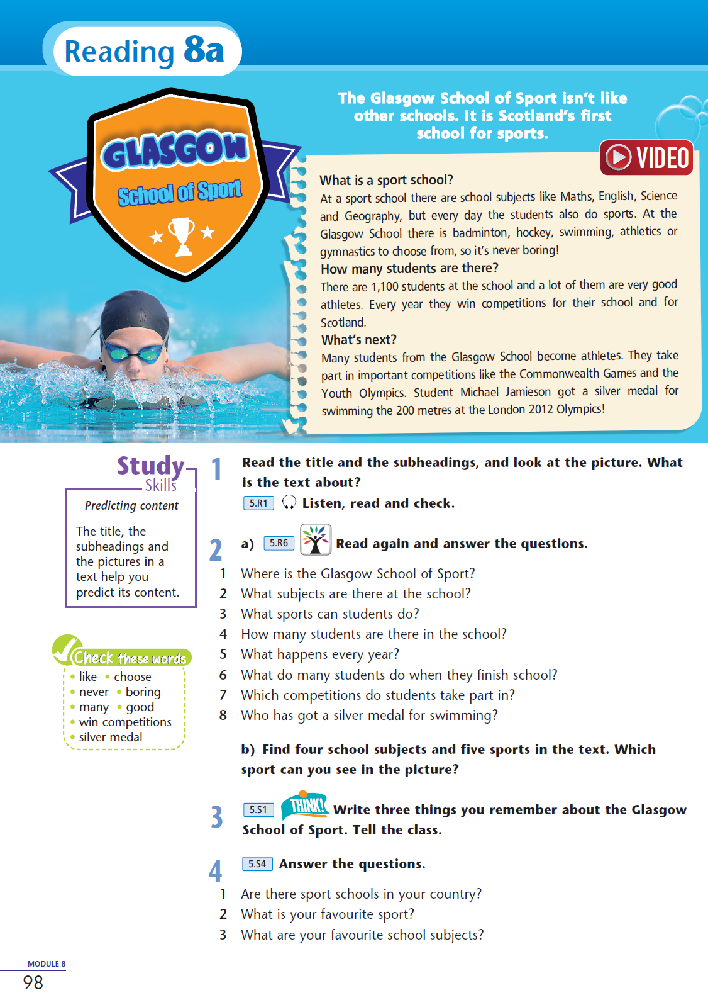 Reading 8a
GLASGOW
School of Sport
The Glasgow School of Sport isn't like
other schools. It is Scotland's first
school for sports.
VIDEO
What is a sport school?
At a sport school there are school subjects like Maths, English, Science
and Geography, but every day the students also do sports. At the
Glasgow School there is badminton, hockey, swimming, athletics or
gymnastics to choose from, so it's never boring!
How many students are there?
There are 1,100 students at the school and a lot of them are very good
athletes. Every year they win competitions for their school and for
Scotland.
What's next?
Many students from the Glasgow School become athletes. They take
part in important competitions like the Commonwealth Games and the
Youth Olympics. Student Michael Jamieson got a silver medal for
swimming the 200 metres at the London 2012 Olympics!
Study
Skills
Predicting content
The title, the
subheadings and
the pictures in a
text help you
predict its content.
Check these words
• like • choose
• never • boring
• many • good
• win competitions
• silver medal
1 Read the title and the subheadings, and look at the picture. What
is the text about?
5.R1 Listen, read and check.
2 a) 5.R6 Read again and answer the questions.
1 Where is the Glasgow School of Sport?
2 What subjects are there at the school?
3 What sports can students do?
4 How many students are there in the school?
5 What happens every year?
6 What do many students do when they finish school?
7 Which competitions do students take part in?
8 Who has got a silver medal for swimming?
b) Find four school subjects and five sports in the text. Which
sport can you see in the picture?
3 5.S1 THINK! Write three things you remember about the Glasgow
School of Sport. Tell the class.
4 5.S4 Answer the questions.
1 Are there sport schools in your country?
2 What is your favourite sport?
3 What are your favourite school subjects?
MODULE 8
98